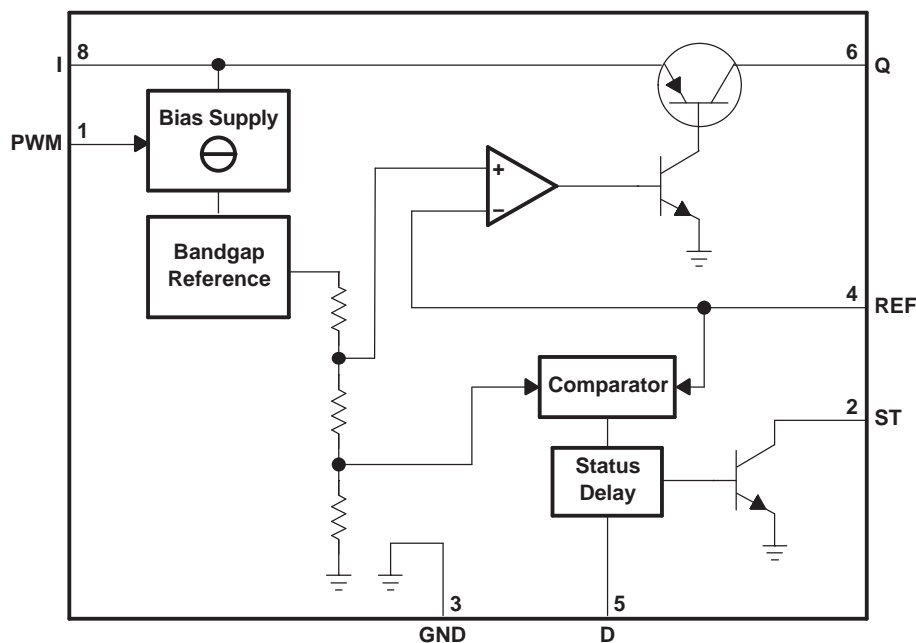 8
I
6
Q
Bias Supply
1
PWM
+
−
Bandgap
Reference
4
REF
Comparator
2
ST
Status
Delay
3
GND
5
D